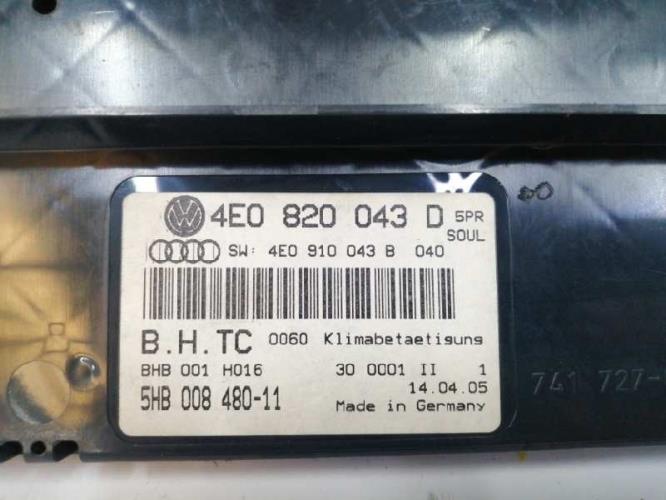 4E0 820 043 D 5PR
SOUL
SW: 4E0 910 043 B 040
B.H.TC 0060 Klimabetaetigung
BHB 001 H016 30 0001 II 1
14.04.05
5HB 008 480-11 Made in Germany
741 727-